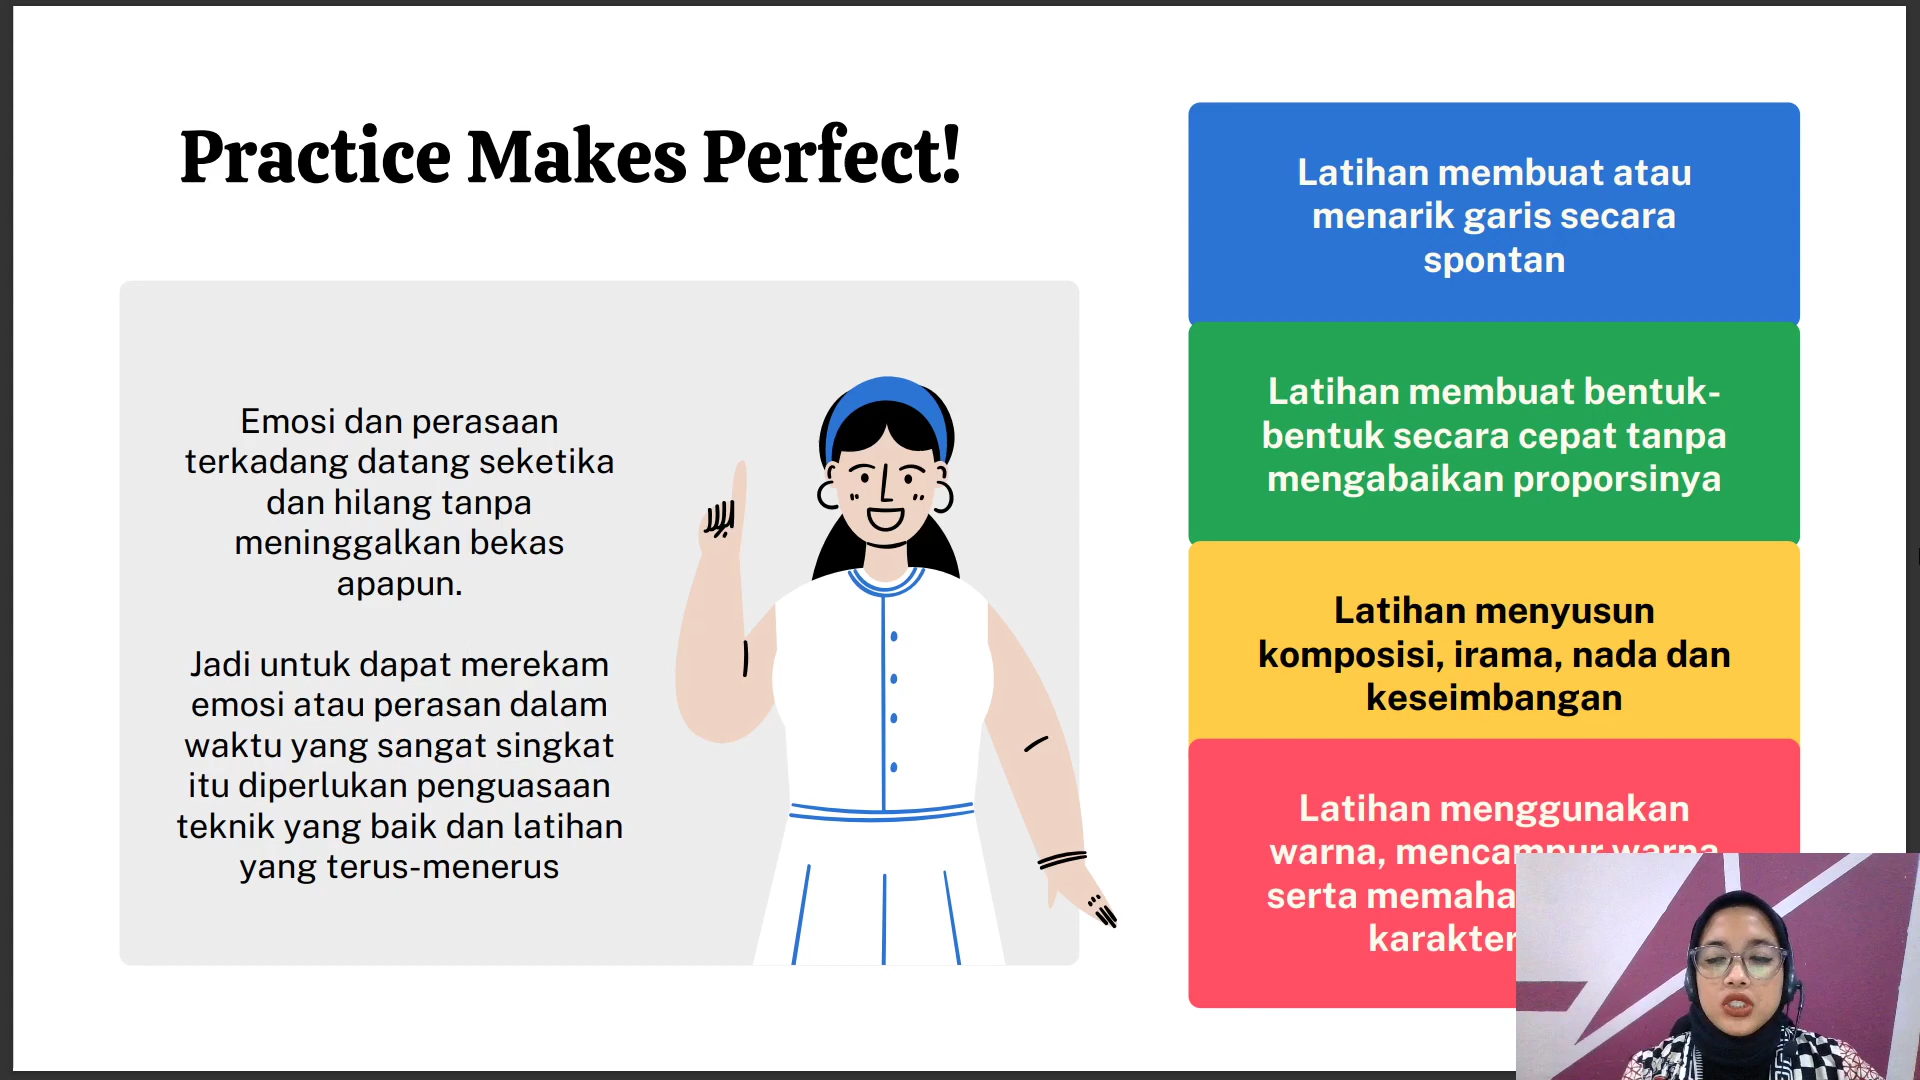 Practice Makes Perfect!
Emosi dan perasaan
terkadang datang seketika
dan hilang tanpa
meninggalkan bekas
apapun.
Jadi untuk dapat merekam
emosi atau perasan dalam
waktu yang sangat singkat
itu diperlukan penguasaan
teknik yang baik dan latihan
yang terus-menerus
Latihan membuat atau
menarik garis secara
spontan
Latihan membuat bentuk-
bentuk secara cepat tanpa
mengabaikan proporsinya
Latihan menyusun
komposisi, irama, nada dan
keseimbangan
Latihan menggunakan
warna, mencampur warna
serta
karakter